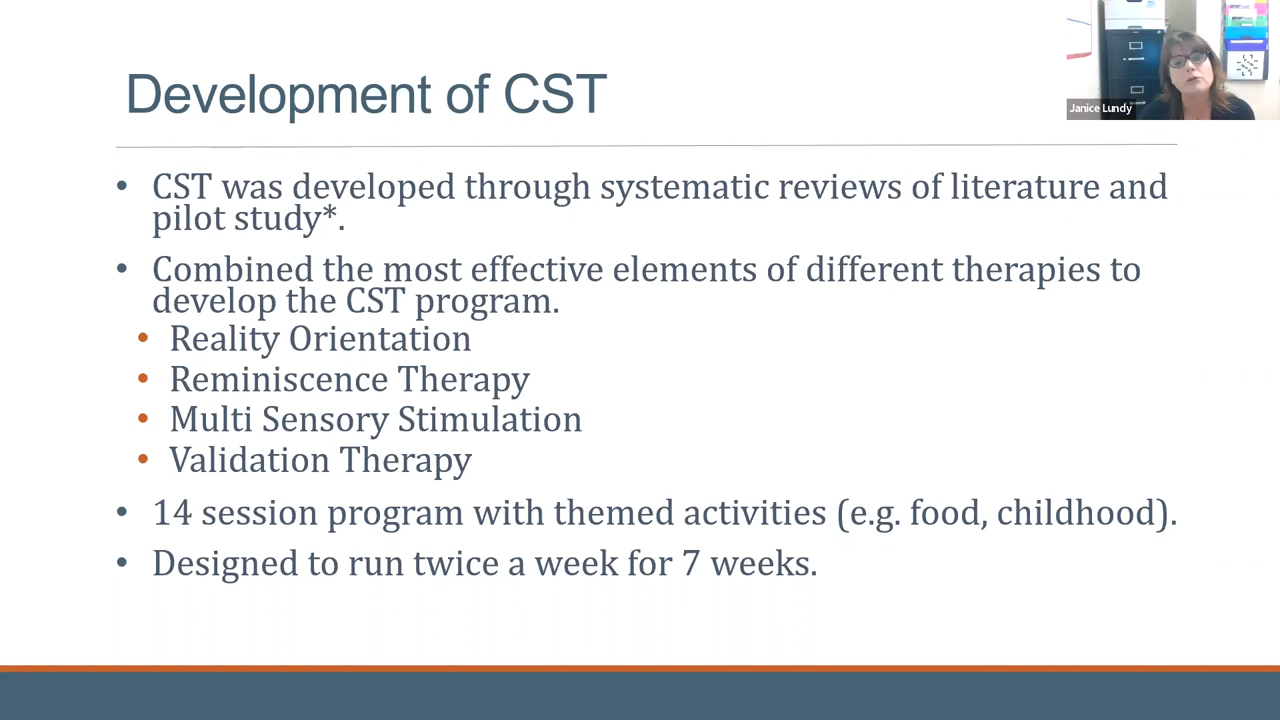 Development of CST
Janice Lundy
• CST was developed through systematic reviews of literature and
pilot study*.
• Combined the most effective elements of different therapies to
develop the CST program.
• Reality Orientation
• Reminiscence Therapy
• Multi Sensory Stimulation
• Validation Therapy
• 14 session program with themed activities (e.g. food, childhood).
• Designed to run twice a week for 7 weeks.